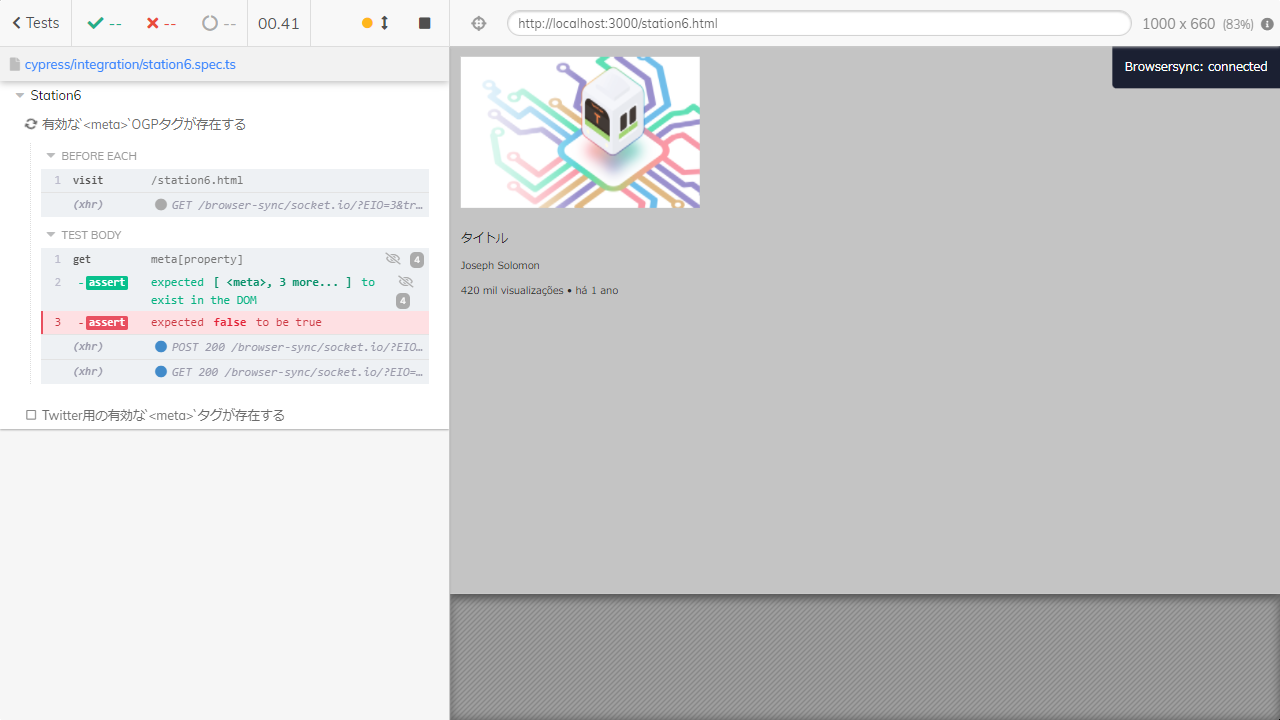 Tests
--
--
--
00.41
http://localhost:3000/station6.html
1000 x 660 (83%)
cypress/integration/station6.spec.ts
Browsersync: connected
Station6
有効な`<meta>`OGPタグが存在する
BEFORE EACH
1 visit /station6.html
(xhr) GET /browser-sync/socket.io/?EIO=3&tr…
TEST BODY
1 get meta[property] 4
2 -assert expected [ <meta>, 3 more... ] to
exist in the DOM 4
3 -assert expected false to be true
(xhr) POST 200 /browser-sync/socket.io/?EIO…
(xhr) GET 200 /browser-sync/socket.io/?EIO=…
Twitter用の有効な`<meta>`タグが存在する
T
タイトル
Joseph Solomon
420 mil visualizações • há 1 ano